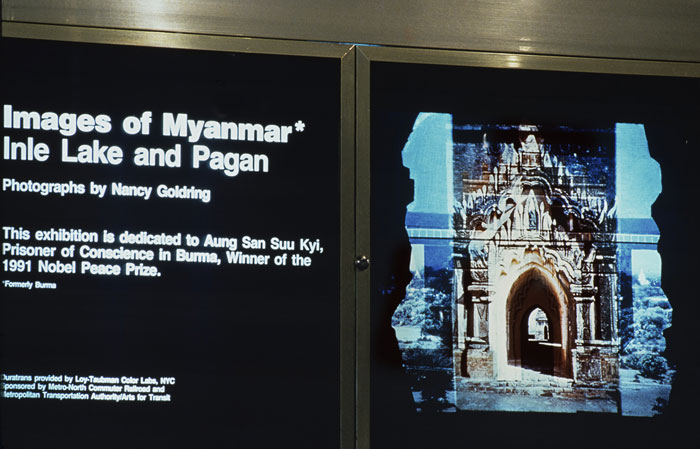 Images of Myanmar*
Inle Lake and Pagan
Photographs by Nancy Goldring
This exhibition is dedicated to Aung San Suu Kyi,
Prisoner of Conscience in Burma, Winner of the
1991 Nobel Peace Prize.
*Formerly Burma
Duratrans provided by Loy-Taubman Color Labs, NYC
Sponsored by Metro-North Commuter Railroad and
Metropolitan Transportation Authority/Arts for Transit